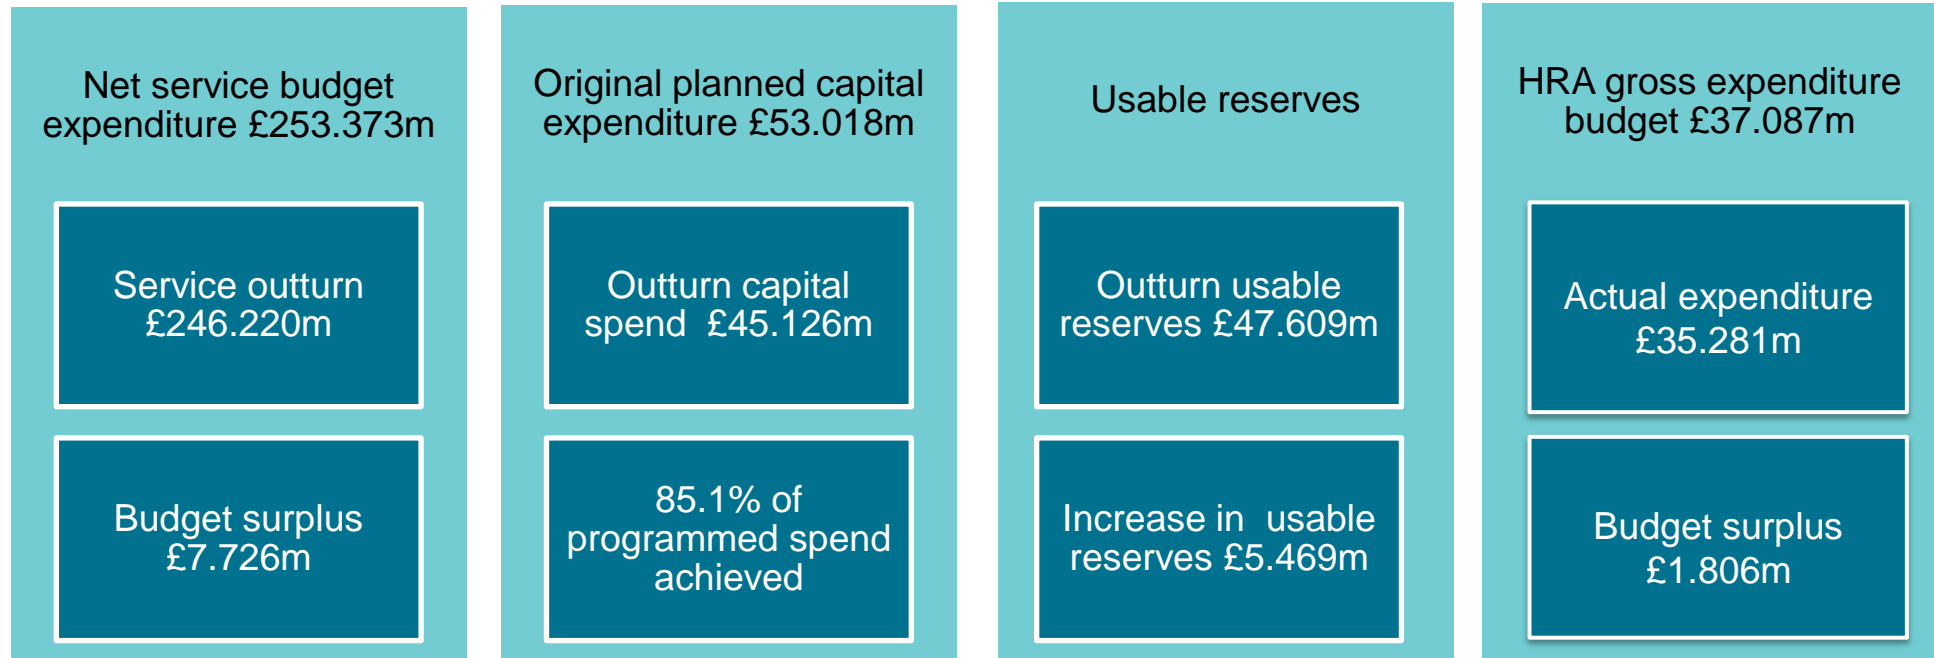 Net service budget
expenditure £253.373m
Service outturn
£246.220m
Budget surplus
£7.726m
Original planned capital
expenditure £53.018m
Outturn capital
spend  £45.126m
85.1% of
programmed spend
achieved
Usable reserves
Outturn usable
reserves £47.609m
Increase in  usable
reserves £5.469m
HRA gross expenditure
budget £37.087m
Actual expenditure
£35.281m
Budget surplus
£1.806m